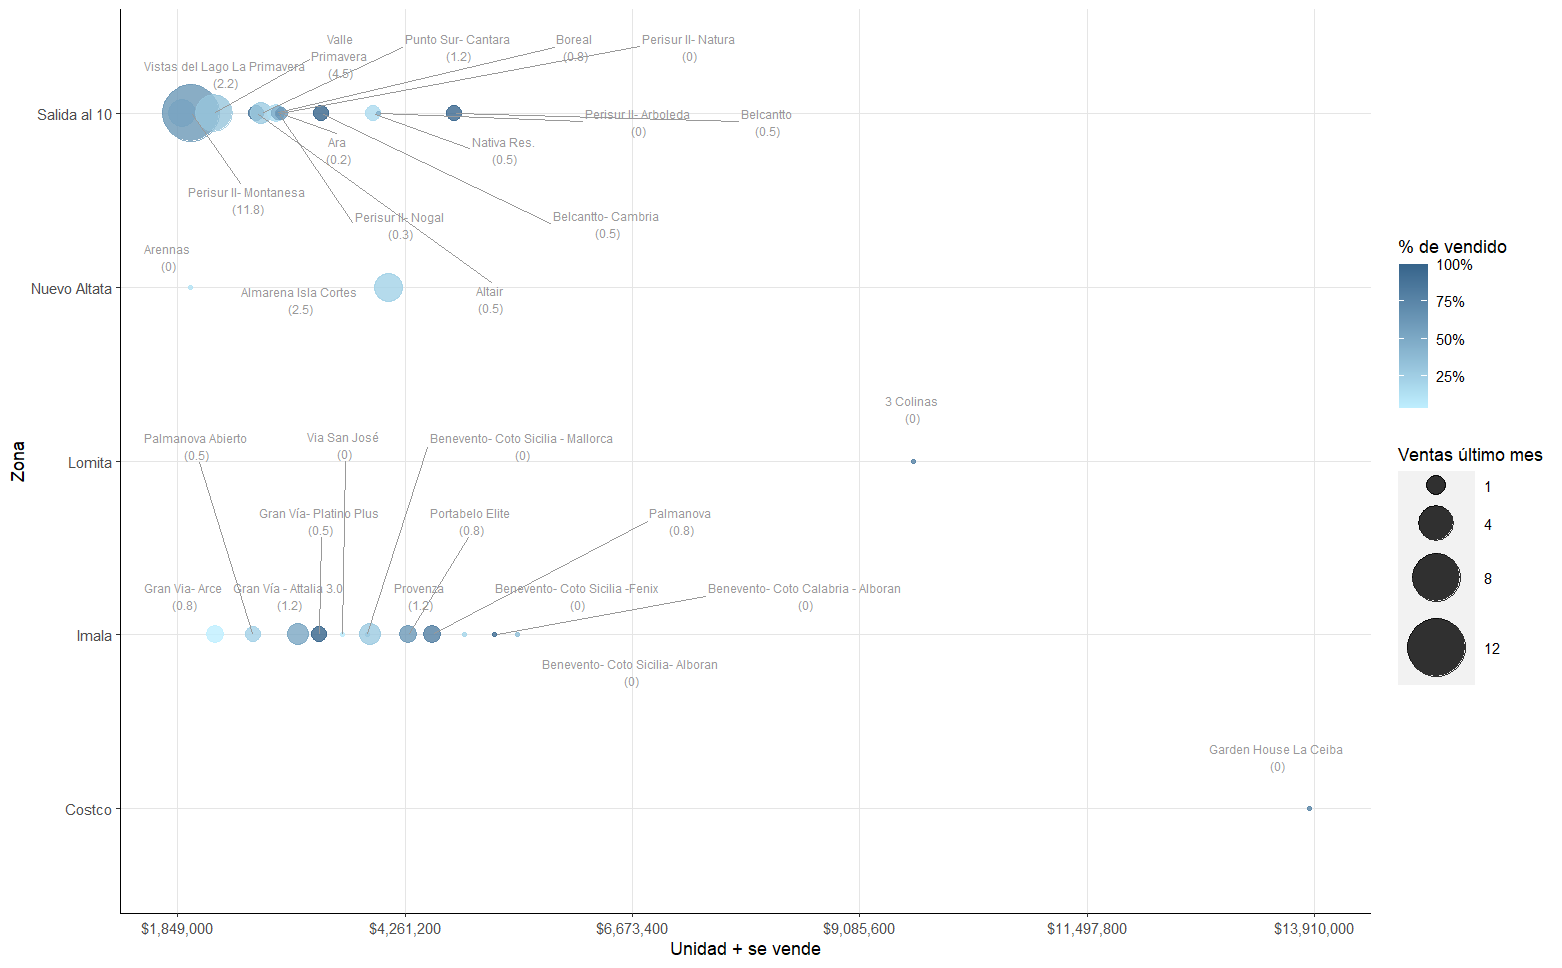 Valle
Primavera
(4.5)
Punto Sur- Cantara
(1.2)
Boreal
(0.8)
Perisur II- Natura
(0)
Vistas del Lago La Primavera
(2.2)
Salida al 10
Perisur II- Arboleda
(0)
Belcantto
(0.5)
Ara
(0.2)
Nativa Res.
(0.5)
Perisur II- Montanesa
(11.8)
Perisur II- Nogal
(0.3)
Belcantto- Cambria
(0.5)
Arennas
(0)
Nuevo Altata
Almarena Isla Cortes
(2.5)
Altair
(0.5)
3 Colinas
(0)
Palmanova Abierto
(0.5)
Via San José
(0)
Benevento- Coto Sicilia - Mallorca
(0)
Lomita
Gran Vía- Platino Plus
(0.5)
Portabelo Elite
(0.8)
Palmanova
(0.8)
Gran Via- Arce
(0.8)
Gran Vía - Attalia 3.0
(1.2)
Provenza
(1.2)
Benevento- Coto Sicilia -Fenix
(0)
Benevento- Coto Calabria - Alboran
(0)
Imala
Benevento- Coto Sicilia- Alboran
(0)
Garden House La Ceiba
(0)
Costco
Zona
$1,849,000
$4,261,200
$6,673,400
$9,085,600
$11,497,800
$13,910,000
Unidad + se vende
% de vendido
100%
75%
50%
25%
Ventas último mes
1
4
8
12